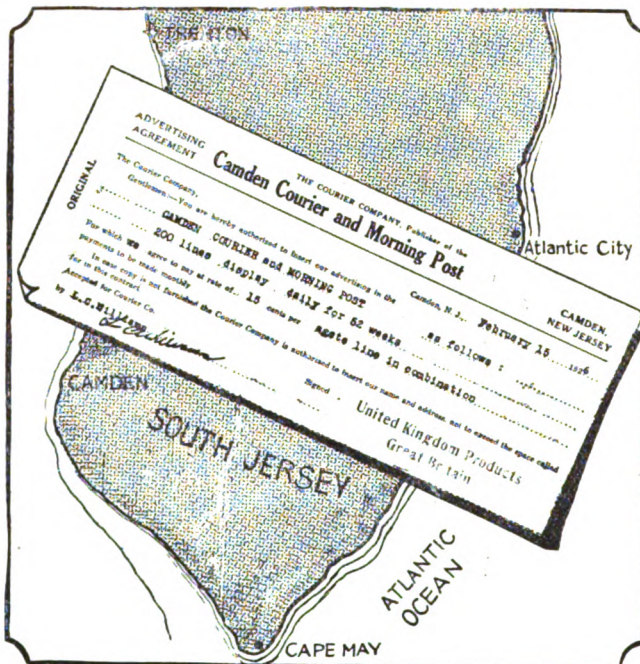 TRENTON
ORIGINAL
ADVERTISING
AGREEMENT
THE COURIER COMPANY, Publisher of the
Camden Courier and Morning Post
CAMDEN,
NEW JERSEY
The Courier Company,
Camden, N. J., February 15 1926
Gentlemen:—You are hereby authorized to insert our advertising in the
CAMDEN COURIER and MORNING POST as follows :
200 lines display daily for 52 weeks
For which we agree to pay at rate of 15 cents per agate line in combination
payments to be made monthly
In case copy is not furnished the Courier Company is authorized to insert our name and address, not to exceed the space called
for in this contract.
Accepted for Courier Co.
by L.C.
Signed
United Kingdom Products
Great Britain
Atlantic City
CAMDEN
SOUTH JERSEY
ATLANTIC
OCEAN
CAPE MAY